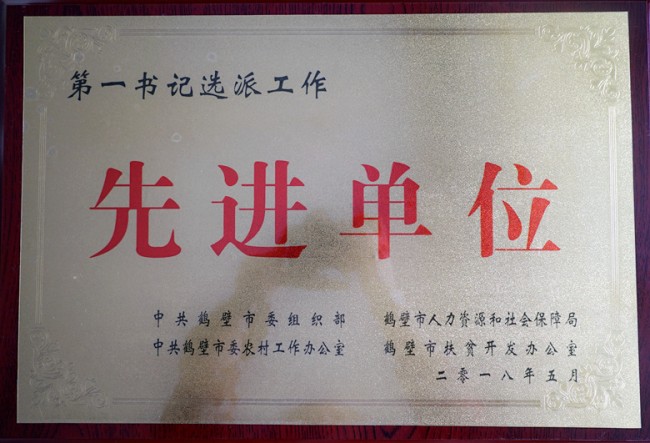 第一书记选派工作
先进单位
中共鹤壁市委组织部 鹤壁市人力资源和社会保障局
中共鹤壁市委农村工作办公室 鹤壁市扶贫开发办公室
二零一八年五月